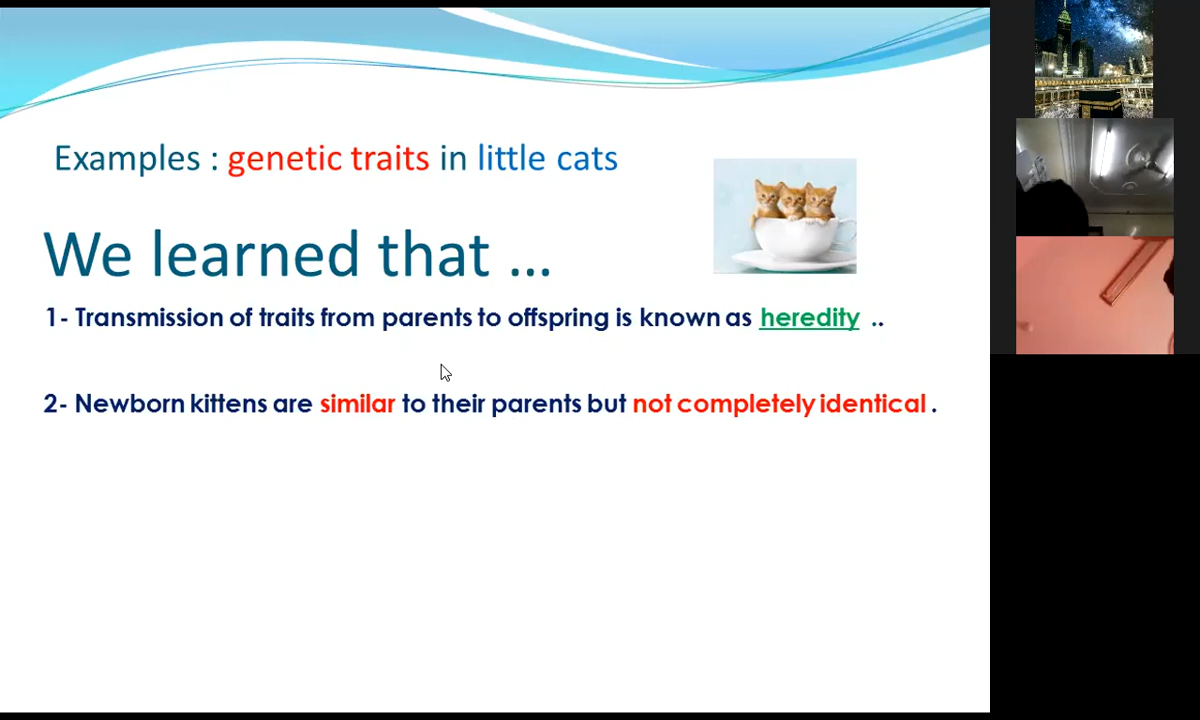 Examples : genetic traits in little cats
We learned that ...
1- Transmission of traits from parents to offspring is known as heredity ..
2- Newborn kittens are similar to their parents but not completely identical .